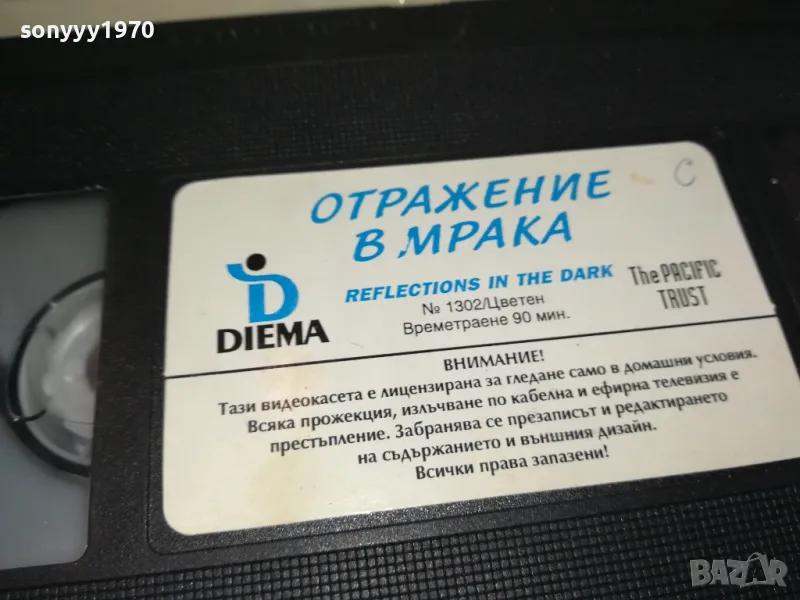 sonyyy1970
ОТРАЖЕНИЕ
В МРАКА
C
REFLECTIONS IN THE DARK
The PACIFIC
TRUST
№ 1302/Цветен
Времетраене 90 мин.
DIEMA
ВНИМАНИЕ!
Тази видеокасета е лицензирана за гледане само в домашни условия.
Всяка прожекция, излъчване по кабелна и ефирна телевизия е
престъпление. Забранява се презаписът и редактирането
на съдържанието и външния дизайн.
Всички права запазени!
BAZAR